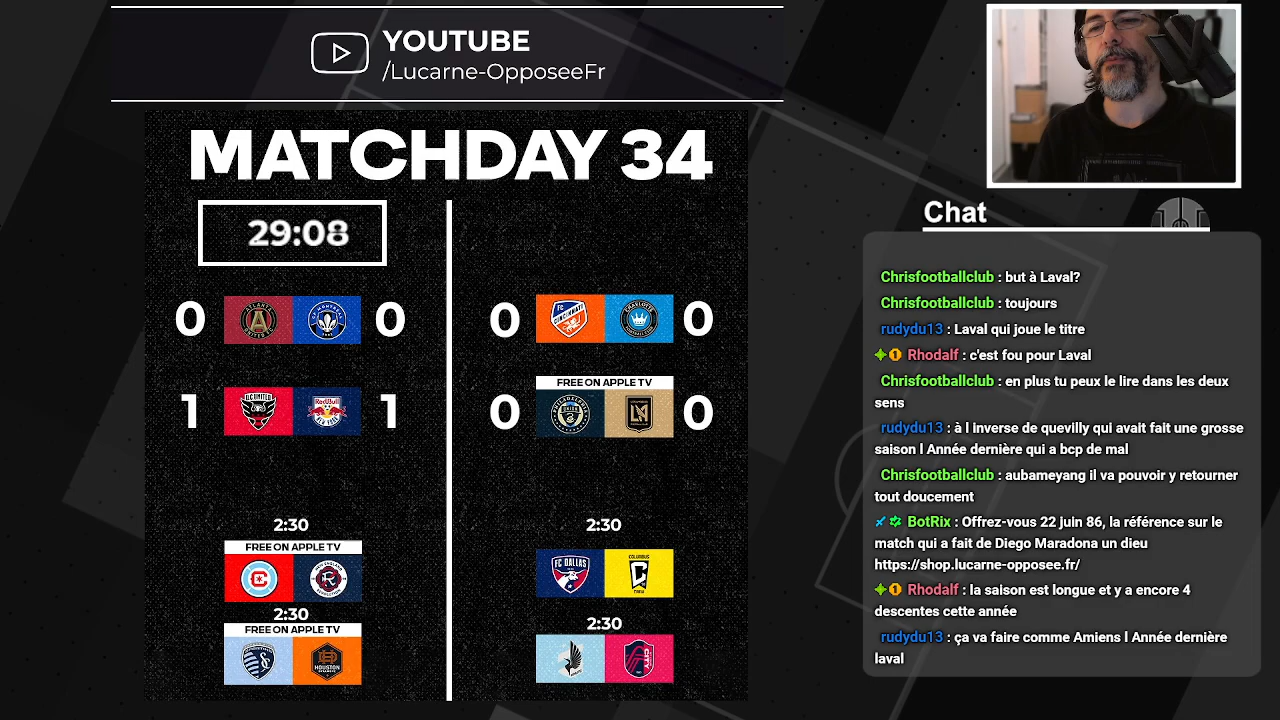 YOUTUBE
/Lucarne-OpposeeFr
MATCHDAY 34
29:08
0 0
0 0
FREE ON APPLE TV
1 1
0 0
2:30
2:30
FREE ON APPLE TV
2:30
2:30
FREE ON APPLE TV
Chat
Chrisfootballclub : but à Laval?
Chrisfootballclub : toujours
rudydu13 : Laval qui joue le titre
1 Rhodalf : c'est fou pour Laval
Chrisfootballclub : en plus tu peux le lire dans les deux
sens
rudydu13 : à l inverse de quevilly qui avait fait une grosse
saison l Année dernière qui a bcp de mal
Chrisfootballclub : aubameyang il va pouvoir y retourner
tout doucement
BotRix : Offrez-vous 22 juin 86, la référence sur le
match qui a fait de Diego Maradona un dieu
https://shop.lucarne-opposee.fr/
1 Rhodalf : la saison est longue et y a encore 4
descentes cette année
rudydu13 : ça va faire comme Amiens l Année dernière
laval